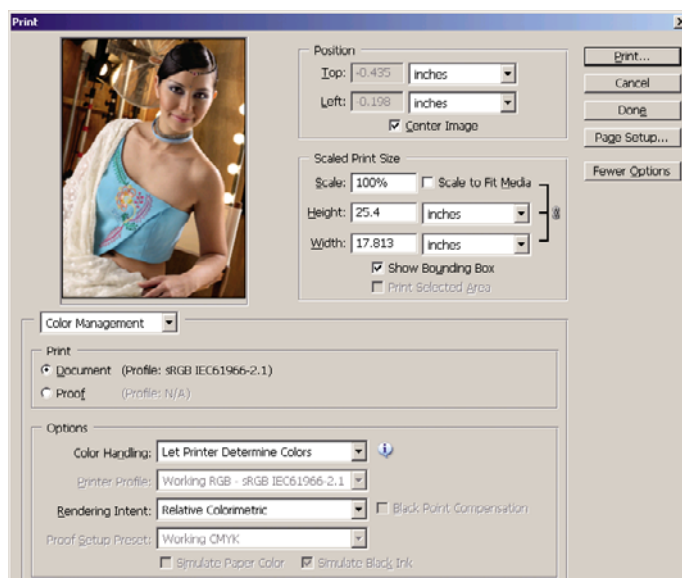 Print
Position
Top: -0.435 inches
Left: -0.198 inches
Center Image
Scaled Print Size
Scale: 100% Scale to Fit Media
Height: 25.4 inches
Width: 17.813 inches
Show Bounding Box
Print Selected Area
Print...
Cancel
Done
Page Setup...
Fewer Options
Color Management
Print
Document (Profile: sRGB IEC61966-2.1)
Proof (Profile: N/A)
Options
Color Handling: Let Printer Determine Colors
Printer Profile: Working RGB - sRGB IEC61966-2.1
Rendering Intent: Relative Colorimetric Black Point Compensation
Proof Setup Preset: Working CMYK
Simulate Paper Color Simulate Black Ink